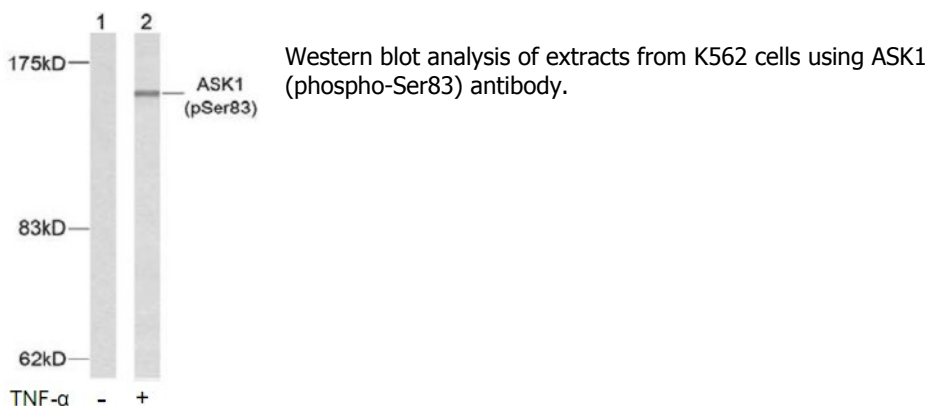 1 2
175kD
ASK1
(pSer83)
83kD
62kD
TNF-α - +
Western blot analysis of extracts from K562 cells using ASK1
(phospho-Ser83) antibody.